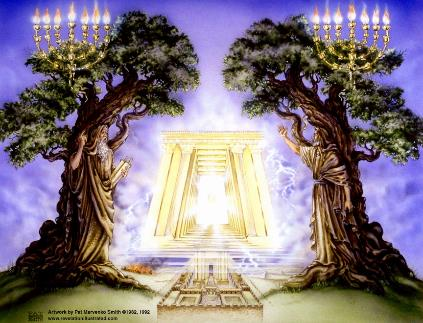 Artwork by Pat Marvenko Smith ©1982, 1992
www.revelationillustrated.com